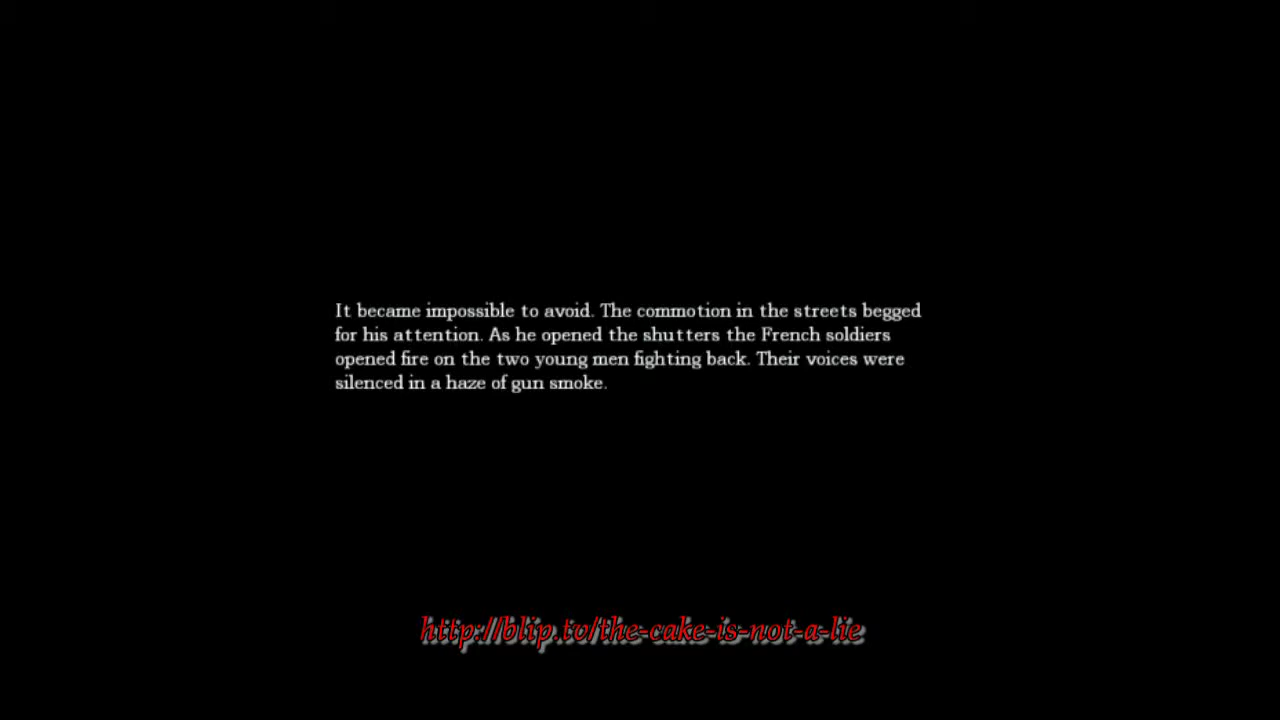 It became impossible to avoid. The commotion in the streets begged
for his attention. As he opened the shutters the French soldiers
opened fire on the two young men fighting back. Their voices were
silenced in a haze of gun smoke.
http://blip.tv/the-cake-is-not-a-lie